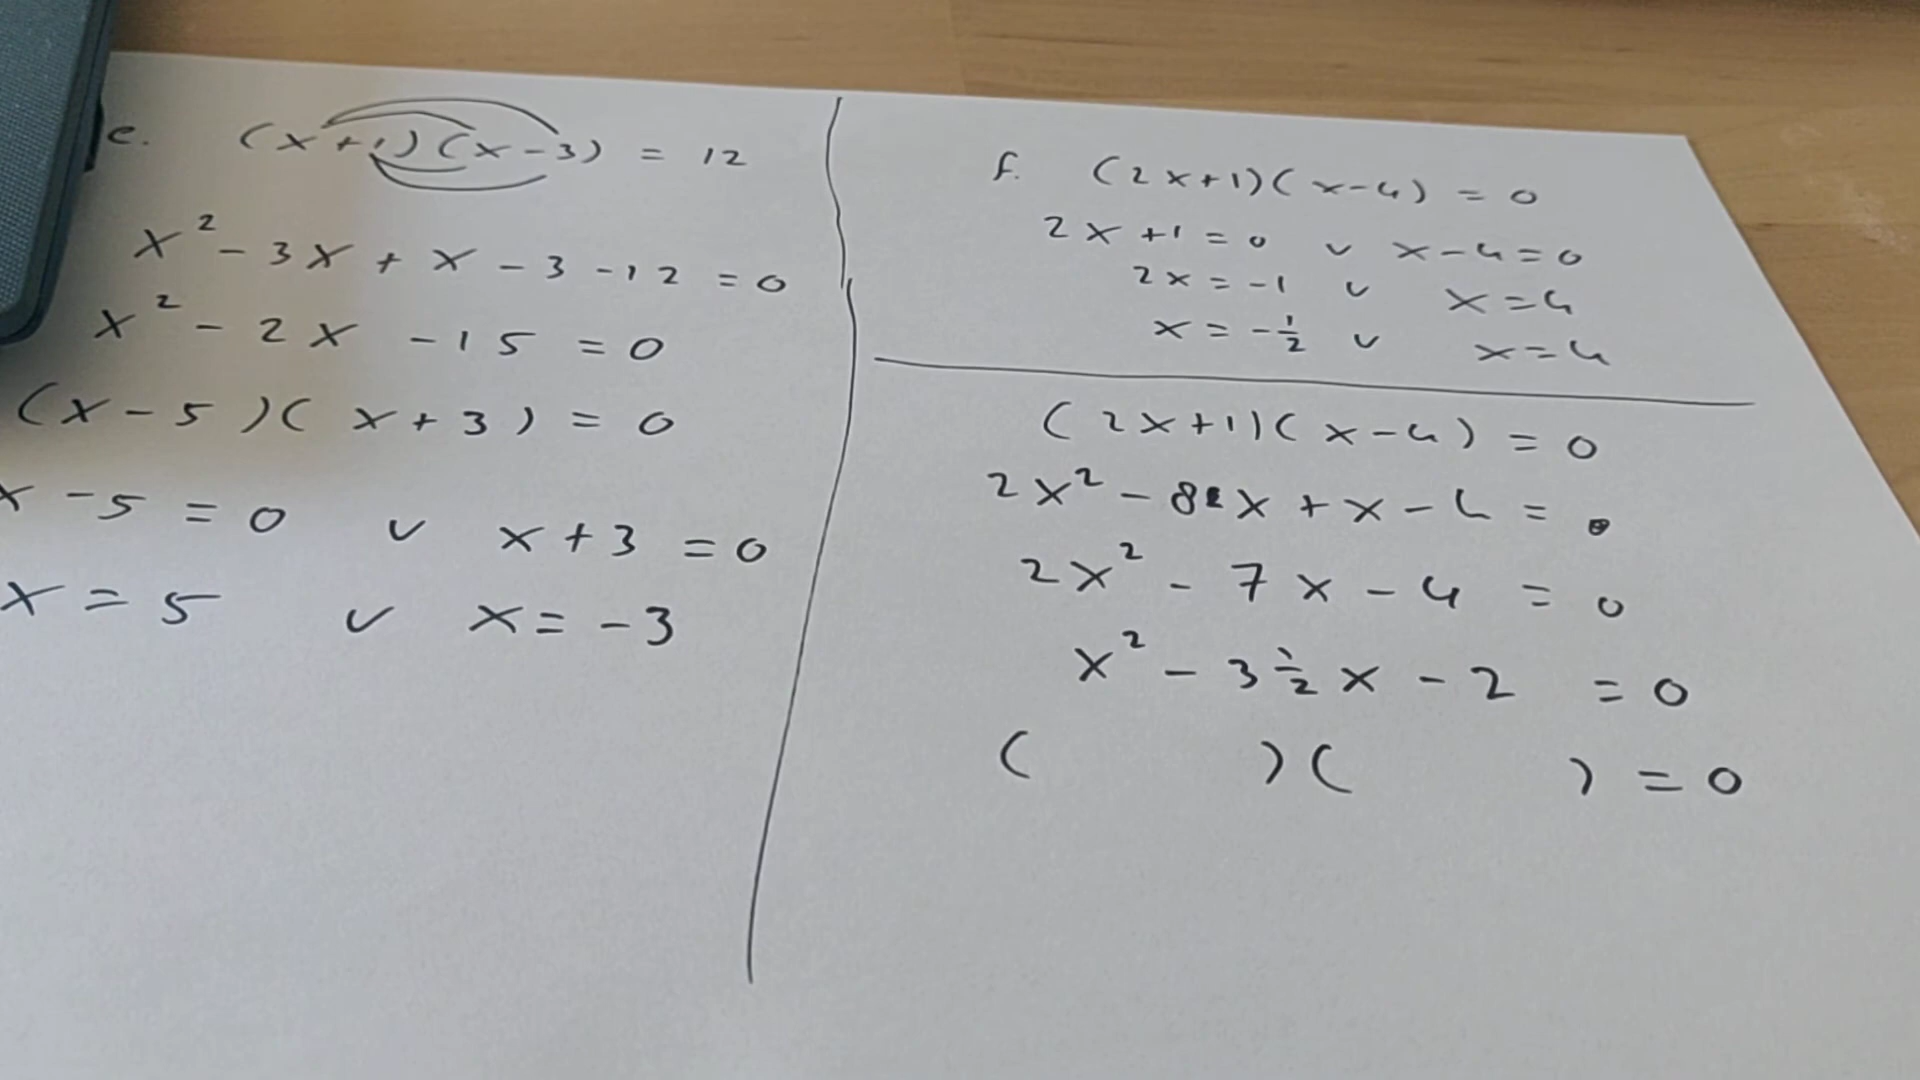 e. (x+1)(x-3) = 12
x² - 3x + x - 3 - 12 = 0
x² - 2x - 15 = 0
(x-5)(x+3) = 0
x - 5 = 0 v x + 3 = 0
x = 5 v x = -3
f. (2x+1)(x-4) = 0
2x+1 = 0 v x-4 = 0
2x = -1 v x = 4
x = -½ v x = 4
(2x+1)(x-4) = 0
2x² - 8x + x - 4 = 0
2x² - 7x - 4 = 0
x² - 3½x - 2 = 0
( )( ) = 0